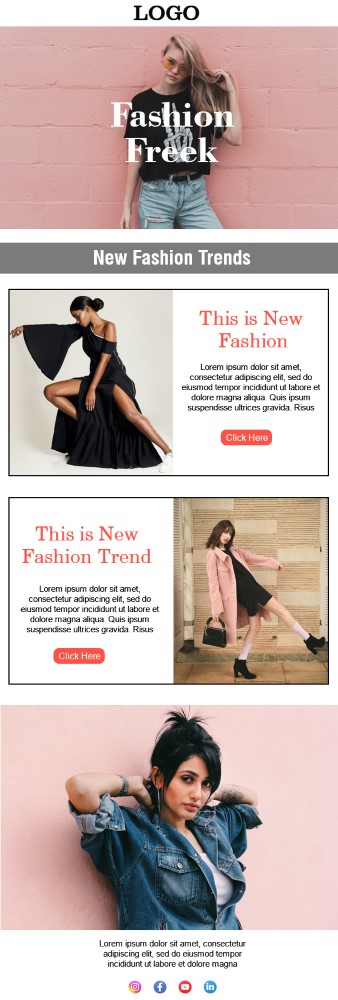 LOGO
Fashion
Freek
New Fashion Trends
This is New
Fashion
Lorem ipsum dolor sit ame,
consectetur adipiscing elit, sed do
eiusmod tempor incididunt ut labore et
dolore magna aliqua. Quis ipsum
suspendisse ultrices gravida. Risus
Click Here
This is New
Fashion Trend
Lorem ipsum dolor sit amet,
consectetur adipiscing elit, sed do
eiusmod tempor incididunt ut labore et
dolore magna aliqua. Quis ipsum
suspendisse ultrices gravida. Risus
Click Here
Lorem ipsum dolor sit amet, consectetur
adipiscing elit, sed do eiusmod tempor
incididunt ut labore et dolore magna